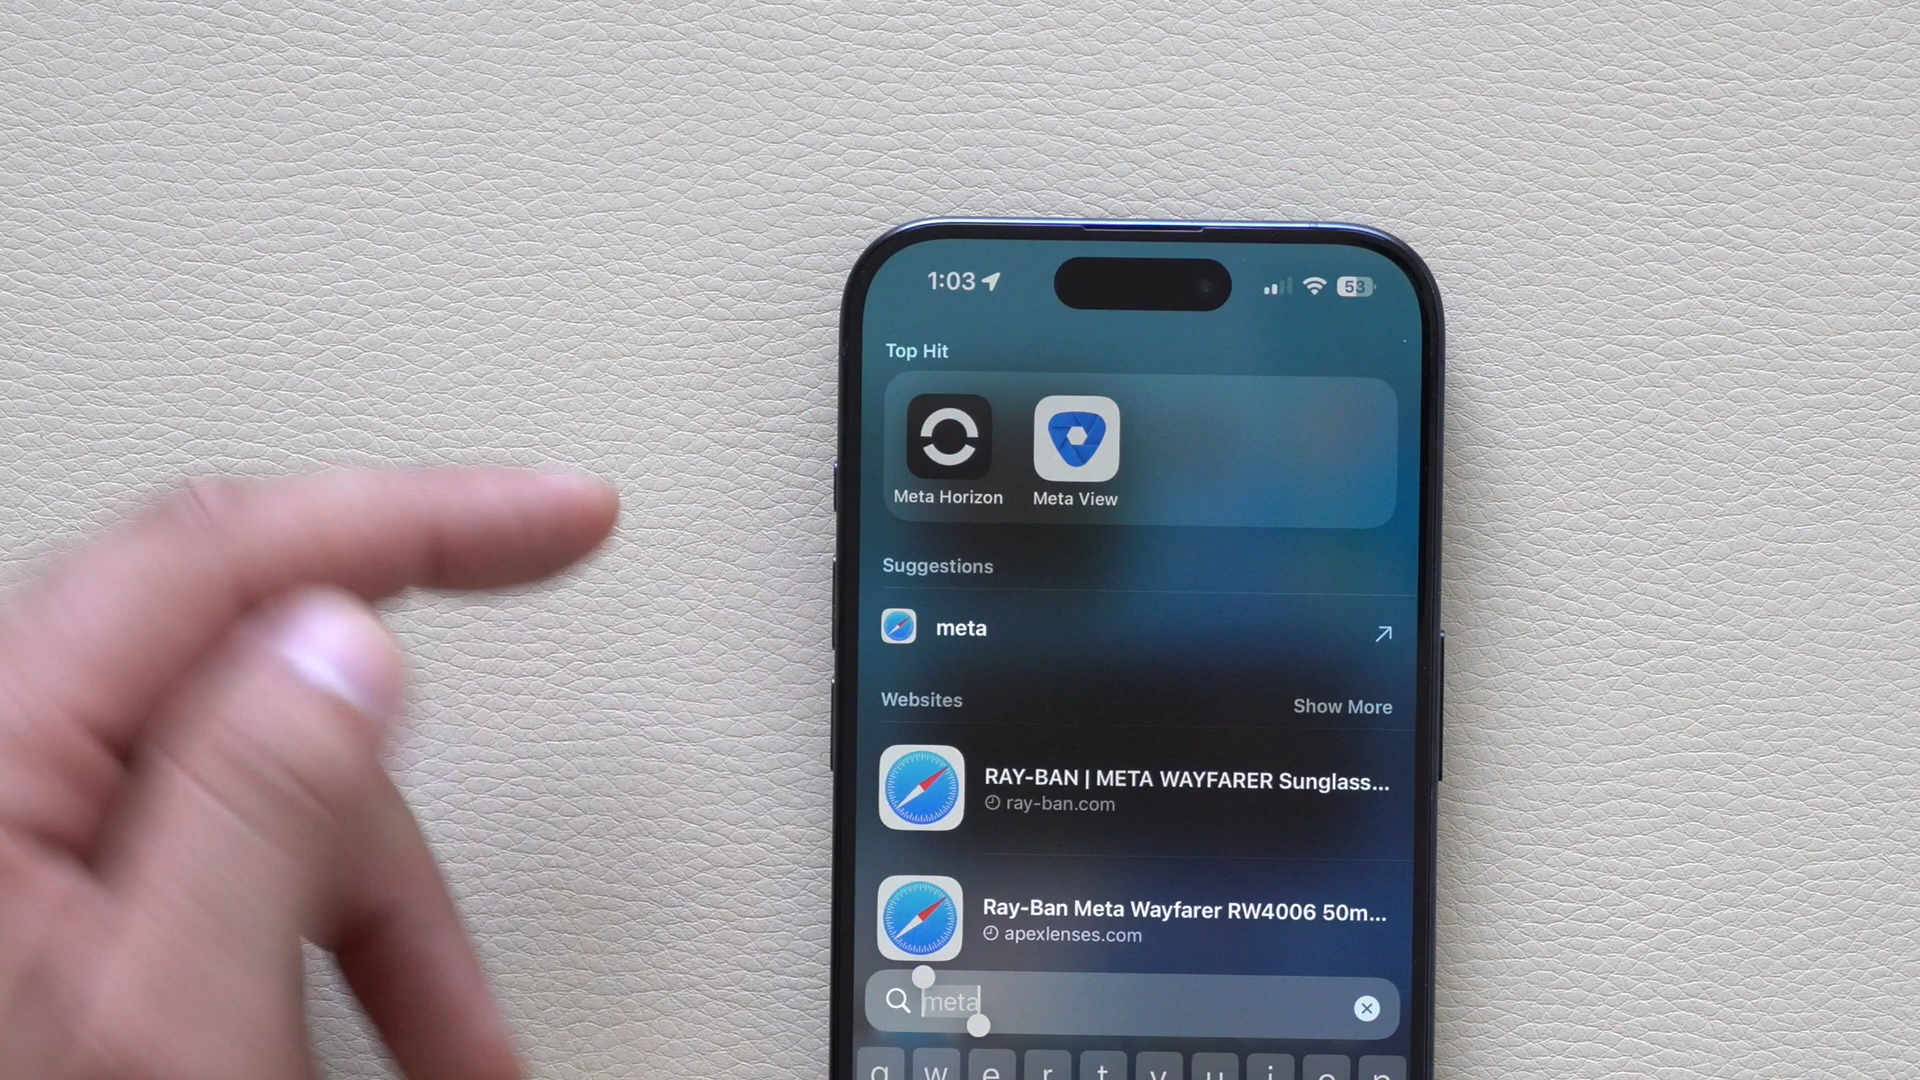 1:03
53
Top Hit
Meta Horizon
Meta View
Suggestions
meta
Websites
Show More
RAY-BAN | META WAYFARER Sunglass...
ray-ban.com
Ray-Ban Meta Wayfarer RW4006 50m...
apexlenses.com
meta
q w e r t y u i o p